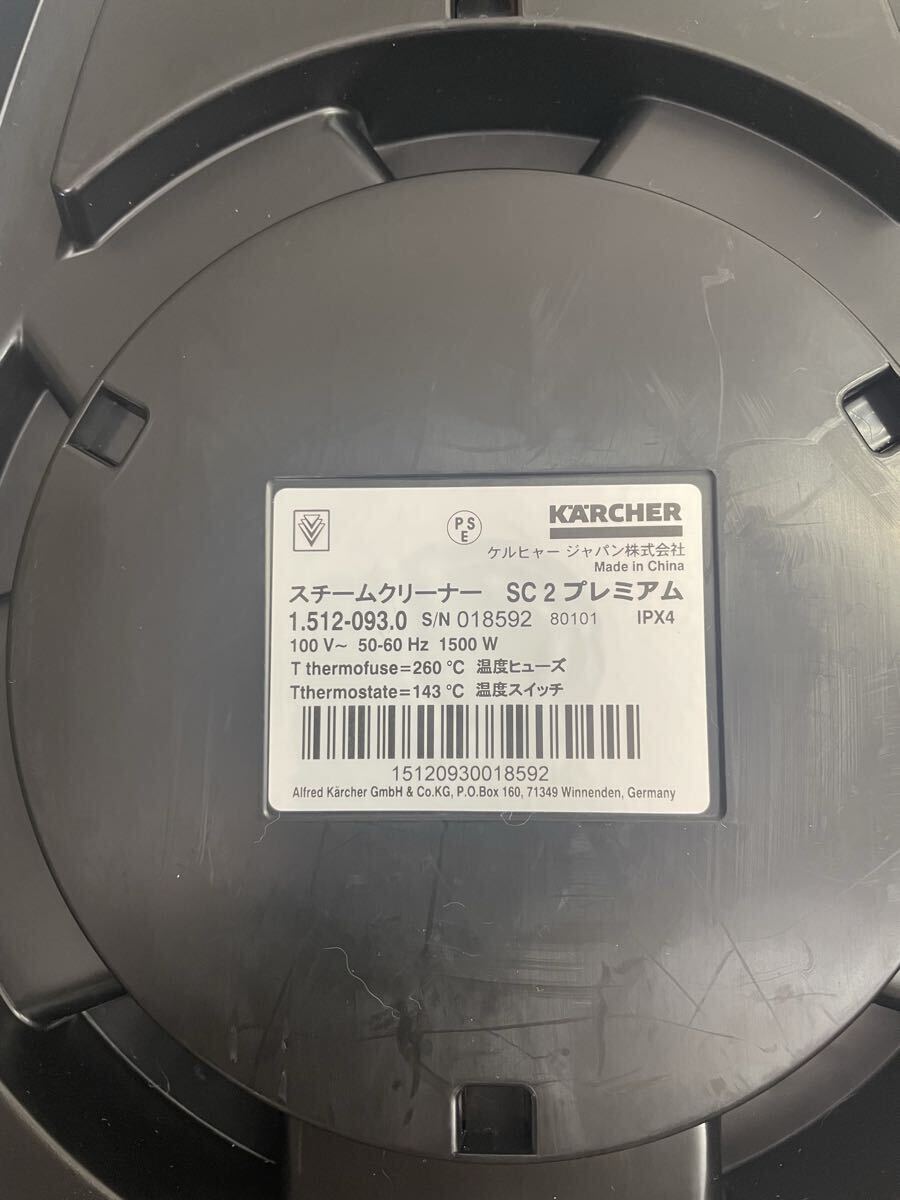 PS
E
KÄRCHER
ケルヒャー ジャパン株式会社
Made in China
スチームクリーナー SC 2 プレミアム
1.512-093.0 S/N 018592 80101 IPX4
100 V~ 50-60 Hz 1500 W
T thermofuse=260 °C 温度ヒューズ
Tthermostate=143 °C 温度スイッチ
15120930018592
Alfred Kärcher GmbH & Co.KG, P.O.Box 160, 71349 Winnenden, Germany